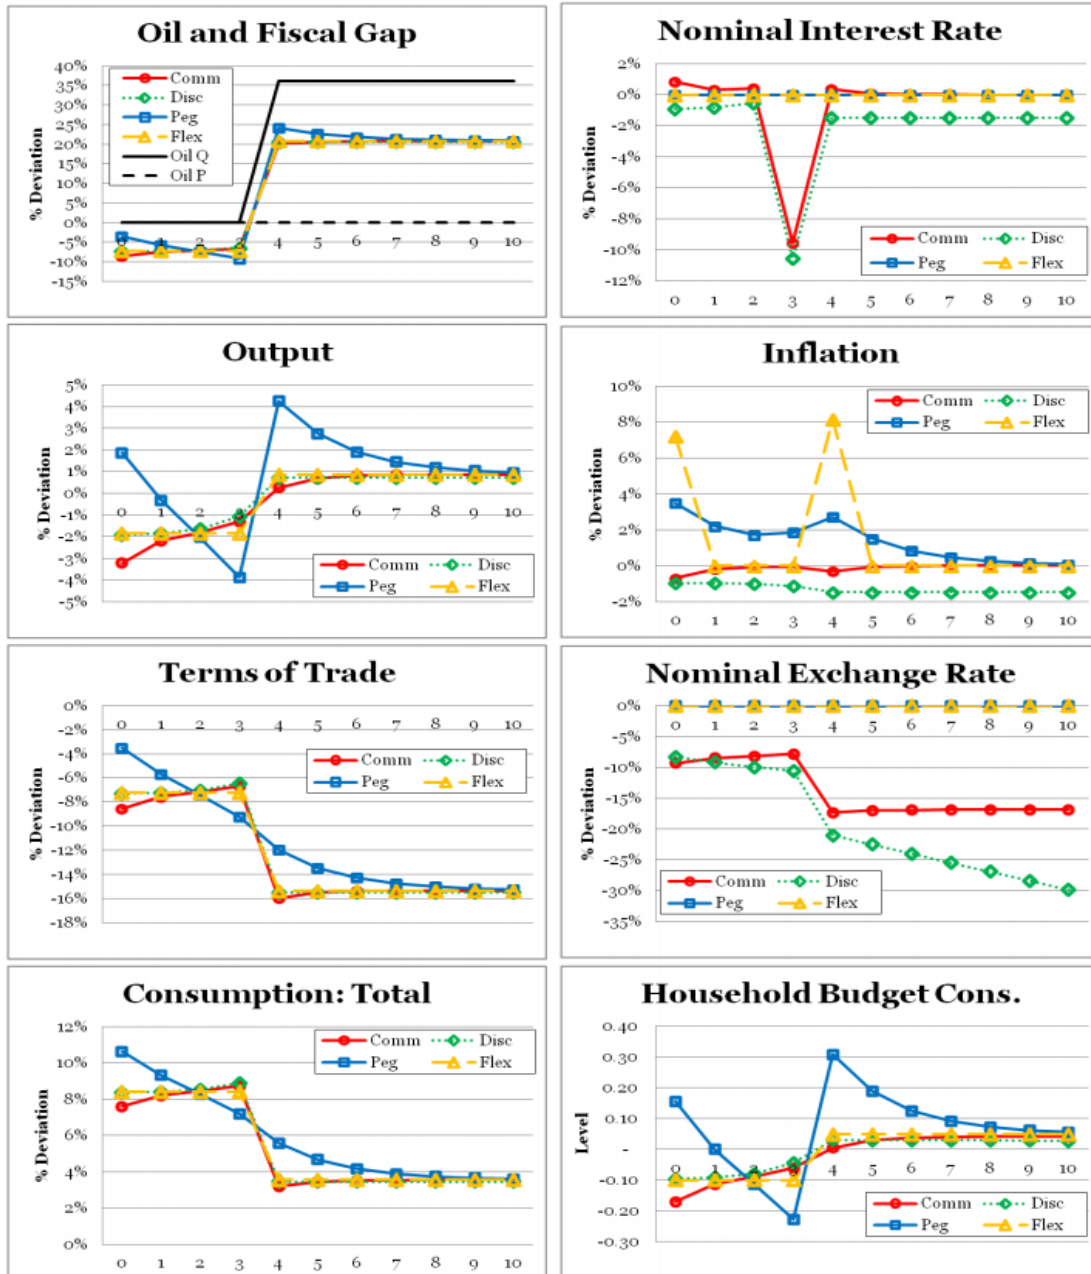 Oil and Fiscal Gap
% Deviation
40%
35%
30%
25%
20%
15%
10%
5%
0%
-5%
-10%
-15%
Comm
Disc
Peg
Flex
Oil Q
Oil P
0 1 2 3 4 5 6 7 8 9 10
Nominal Interest Rate
% Deviation
2%
0%
-2%
-4%
-6%
-8%
-10%
-12%
Comm Disc
Peg Flex
0 1 2 3 4 5 6 7 8 9 10
Output
% Deviation
5%
4%
3%
2%
1%
0%
-1%
-2%
-3%
-4%
-5%
0 1 2 3 4 5 6 7 8 9 10
Comm Disc
Peg Flex
Inflation
% Deviation
10%
8%
6%
4%
2%
0%
-2%
Comm Disc
Peg Flex
0 1 2 3 4 5 6 7 8 9 10
Terms of Trade
% Deviation
0%
-2%
-4%
-6%
-8%
-10%
-12%
-14%
-16%
-18%
0 1 2 3 4 5 6 7 8 9 10
Comm Disc
Peg Flex
Nominal Exchange Rate
% Deviation
0%
-5%
-10%
-15%
-20%
-25%
-30%
-35%
0 1 2 3 4 5 6 7 8 9 10
Comm Disc
Peg Flex
Consumption: Total
% Deviation
12%
10%
8%
6%
4%
2%
0%
Comm Disc
Peg Flex
0 1 2 3 4 5 6 7 8 9 10
Household Budget Cons.
Level
0.40
0.30
0.20
0.10
-
-0.10
-0.20
-0.30
Comm Disc
Peg Flex
0 1 2 3 4 5 6 7 8 9 10